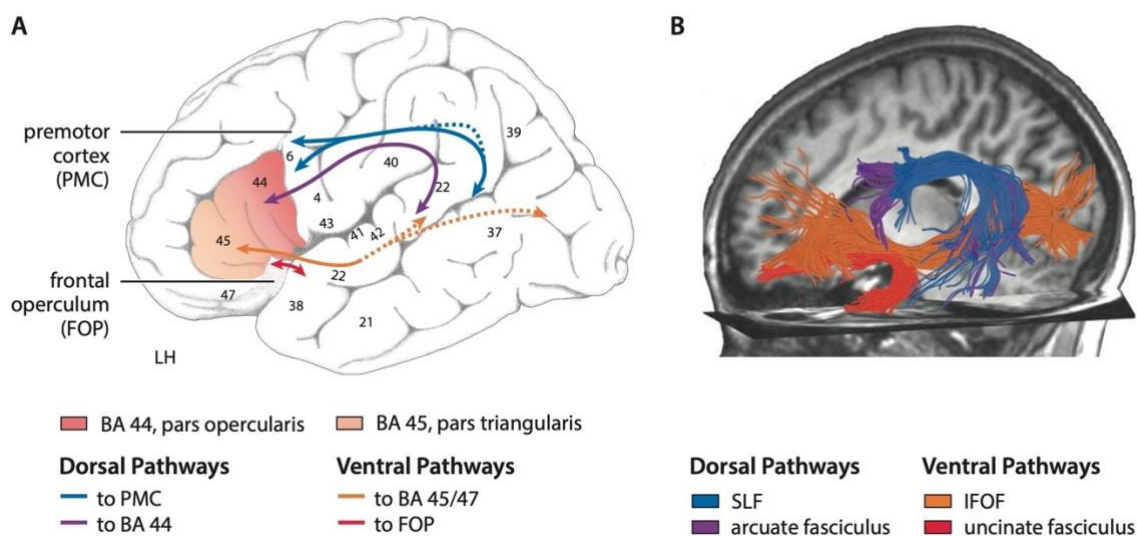 A
premotor
cortex
(PMC)
frontal
operculum
(FOP)
LH
6
44
4
43
45
47
40
39
22
41
42
37
22
38
21
BA 44, pars opercularis
BA 45, pars triangularis
Dorsal Pathways
to PMC
to BA 44
Ventral Pathways
to BA 45/47
to FOP
B
Dorsal Pathways
SLF
arcuate fasciculus
Ventral Pathways
IFOF
uncinate fasciculus